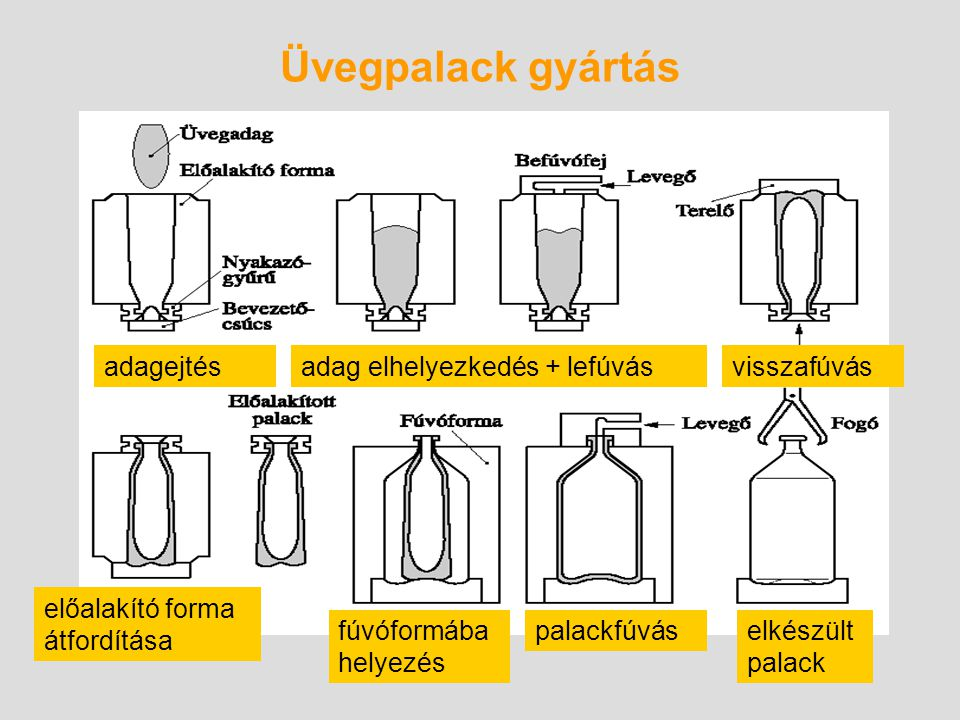 Üvegpalack gyártás
Üvegadag
Előalakító forma
Nyakazó-
gyűrű
Bevezető-
csúcs
Befúvófej
Levegő
Terelő
adagejtés
adag elhelyezkedés + lefúvás
visszafúvás
Előalakított
palack
Fúvóforma
Levegő
Fogó
előalakító forma
átfordítása
fúvóformába
helyezés
palackfúvás
elkészült
palack